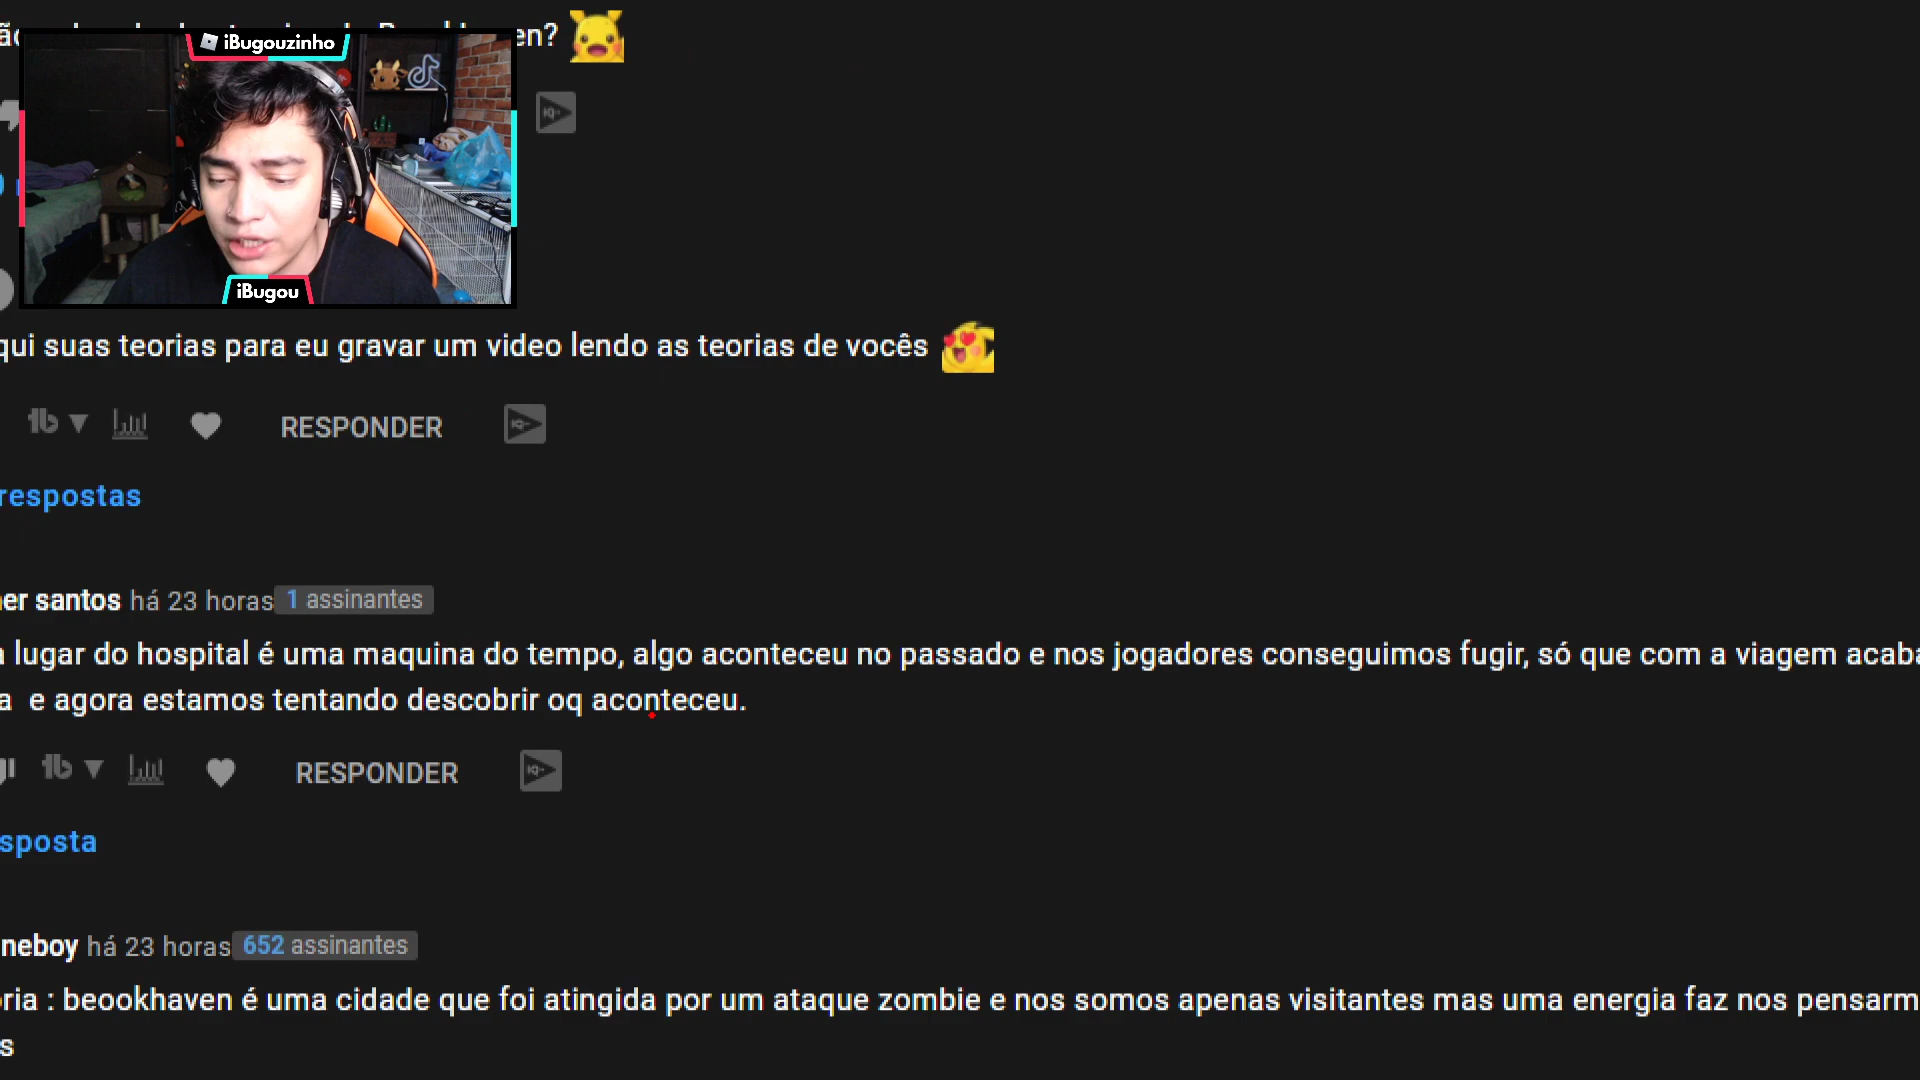 en?
iBugouzinho
iBugou
qui suas teorias para eu gravar um video lendo as teorias de vocês
RESPONDER
respostas
er santos há 23 horas 1 assinantes
a lugar do hospital é uma maquina do tempo, algo aconteceu no passado e nos jogadores conseguimos fugir, só que com a viagem acaba
a e agora estamos tentando descobrir oq aconteceu.
RESPONDER
sposta
neboy há 23 horas 652 assinantes
ria : beookhaven é uma cidade que foi atingida por um ataque zombie e nos somos apenas visitantes mas uma energia faz nos pensarm
s